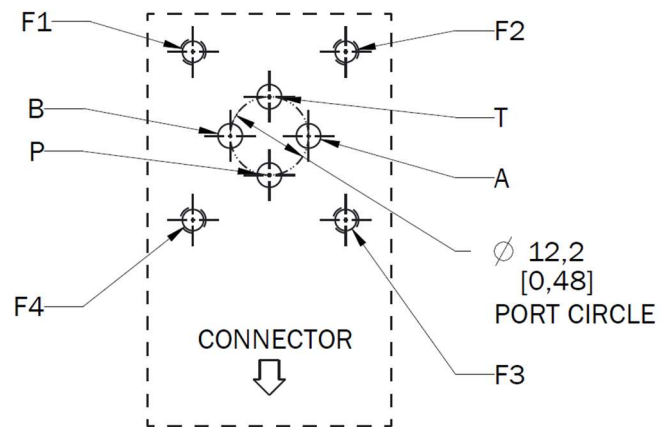 F1
F2
B
T
P
A
⌀ 12,2
[0,48]
PORT CIRCLE
F4
CONNECTOR
F3